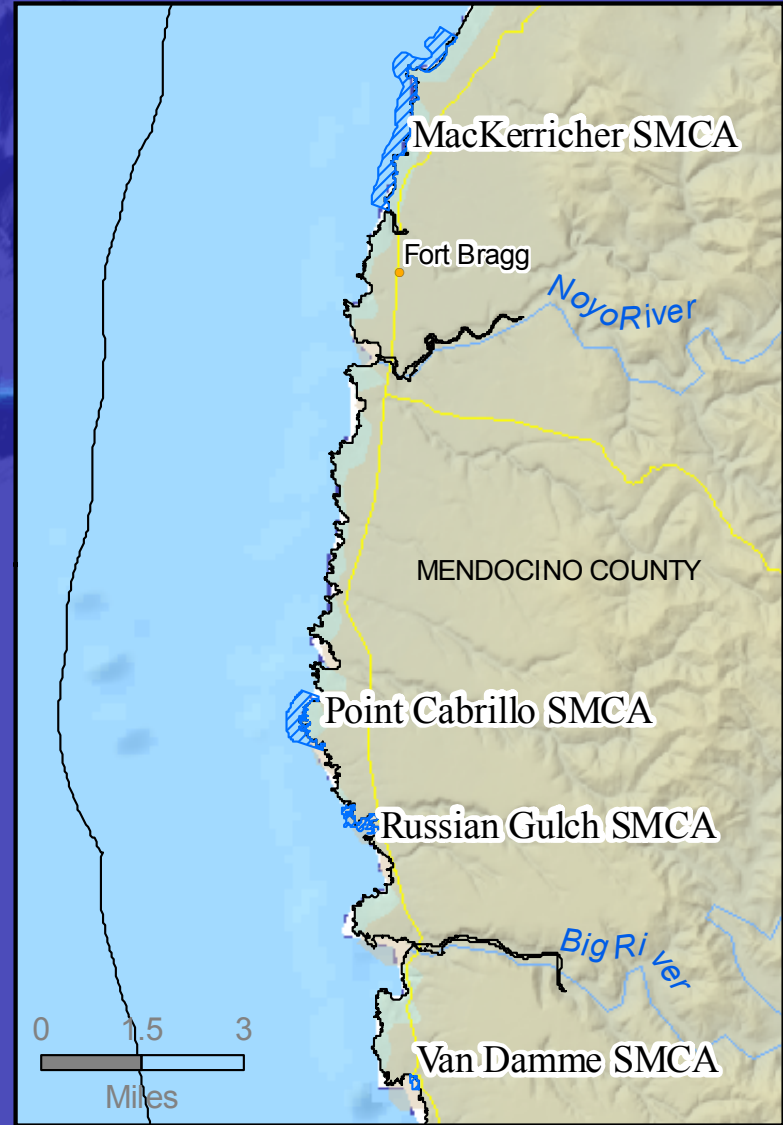 MacKerricher SMCA
Fort Bragg
NoyoRiver
MENDOCINO COUNTY
Point Cabrillo SMCA
Russian Gulch SMCA
BigRiver
0 1.5 3
Miles
Van Damme SMCA